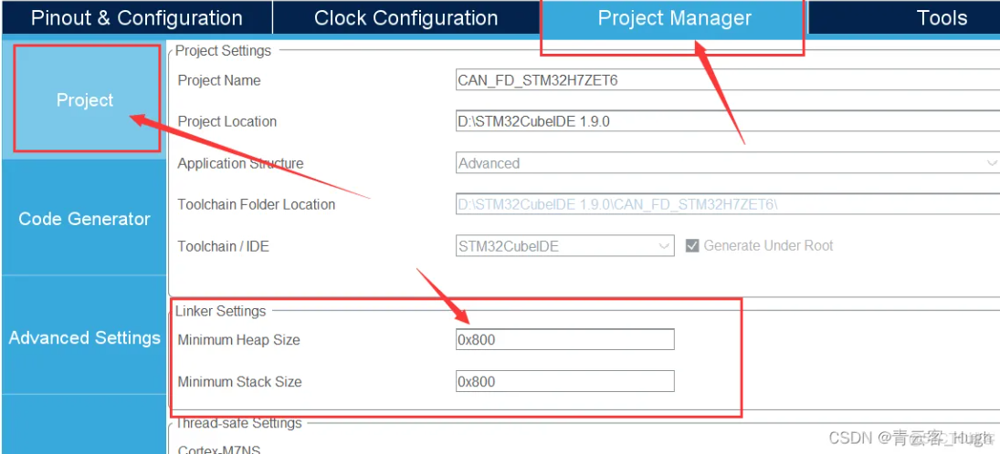 Pinout & Configuration
Clock Configuration
Project Manager
Tools
Project
Code Generator
Advanced Settings
Project Settings
Project Name
CAN_FD_STM32H7ZET6
Project Location
D:\STM32CubeIDE 1.9.0
Application Structure
Advanced
Toolchain Folder Location
D:\STM32CubeIDE 1.9.0\CAN_FD_STM32H7ZET6\
Toolchain / IDE
STM32CubeIDE
Generate Under Root
Linker Settings
Minimum Heap Size
0x800
Minimum Stack Size
0x800
Thread-safe Settings
Cortex-M7NS
CSDN @青云客_Hugh